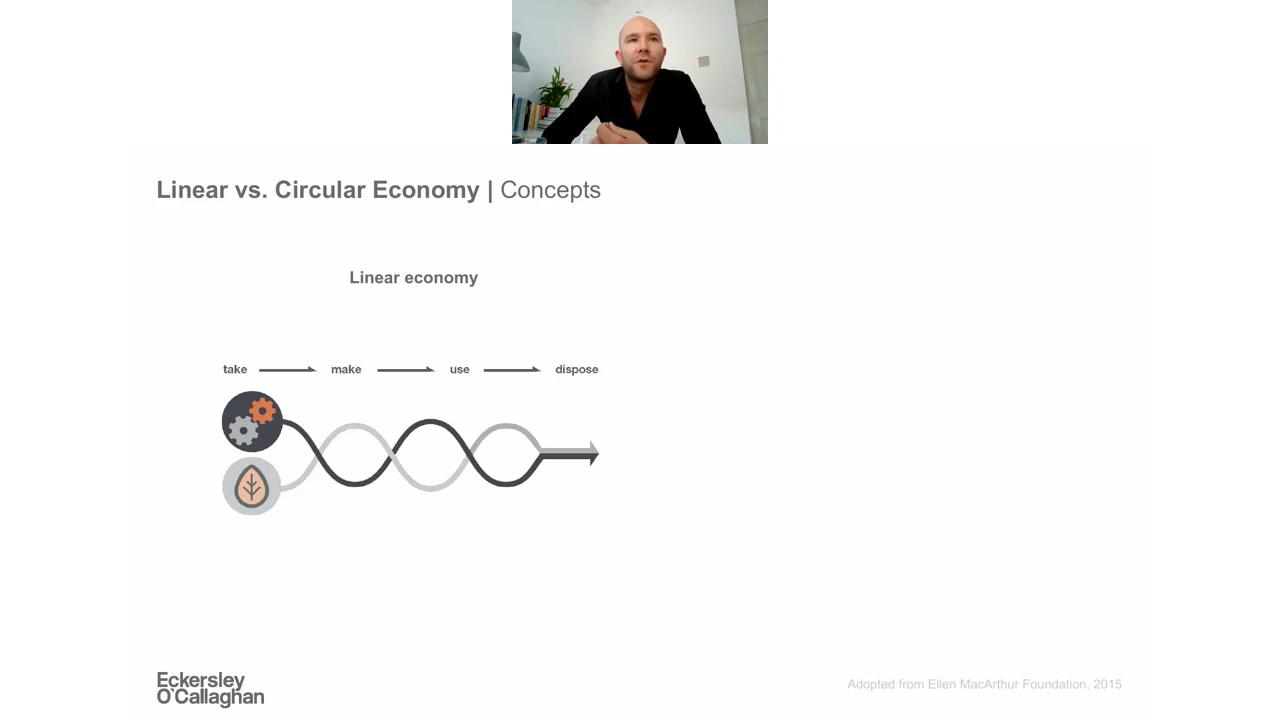 Linear vs. Circular Economy | Concepts
Linear economy
take make use dispose
Eckersley
O'Callaghan
Adopted from Ellen MacArthur Foundation, 2015